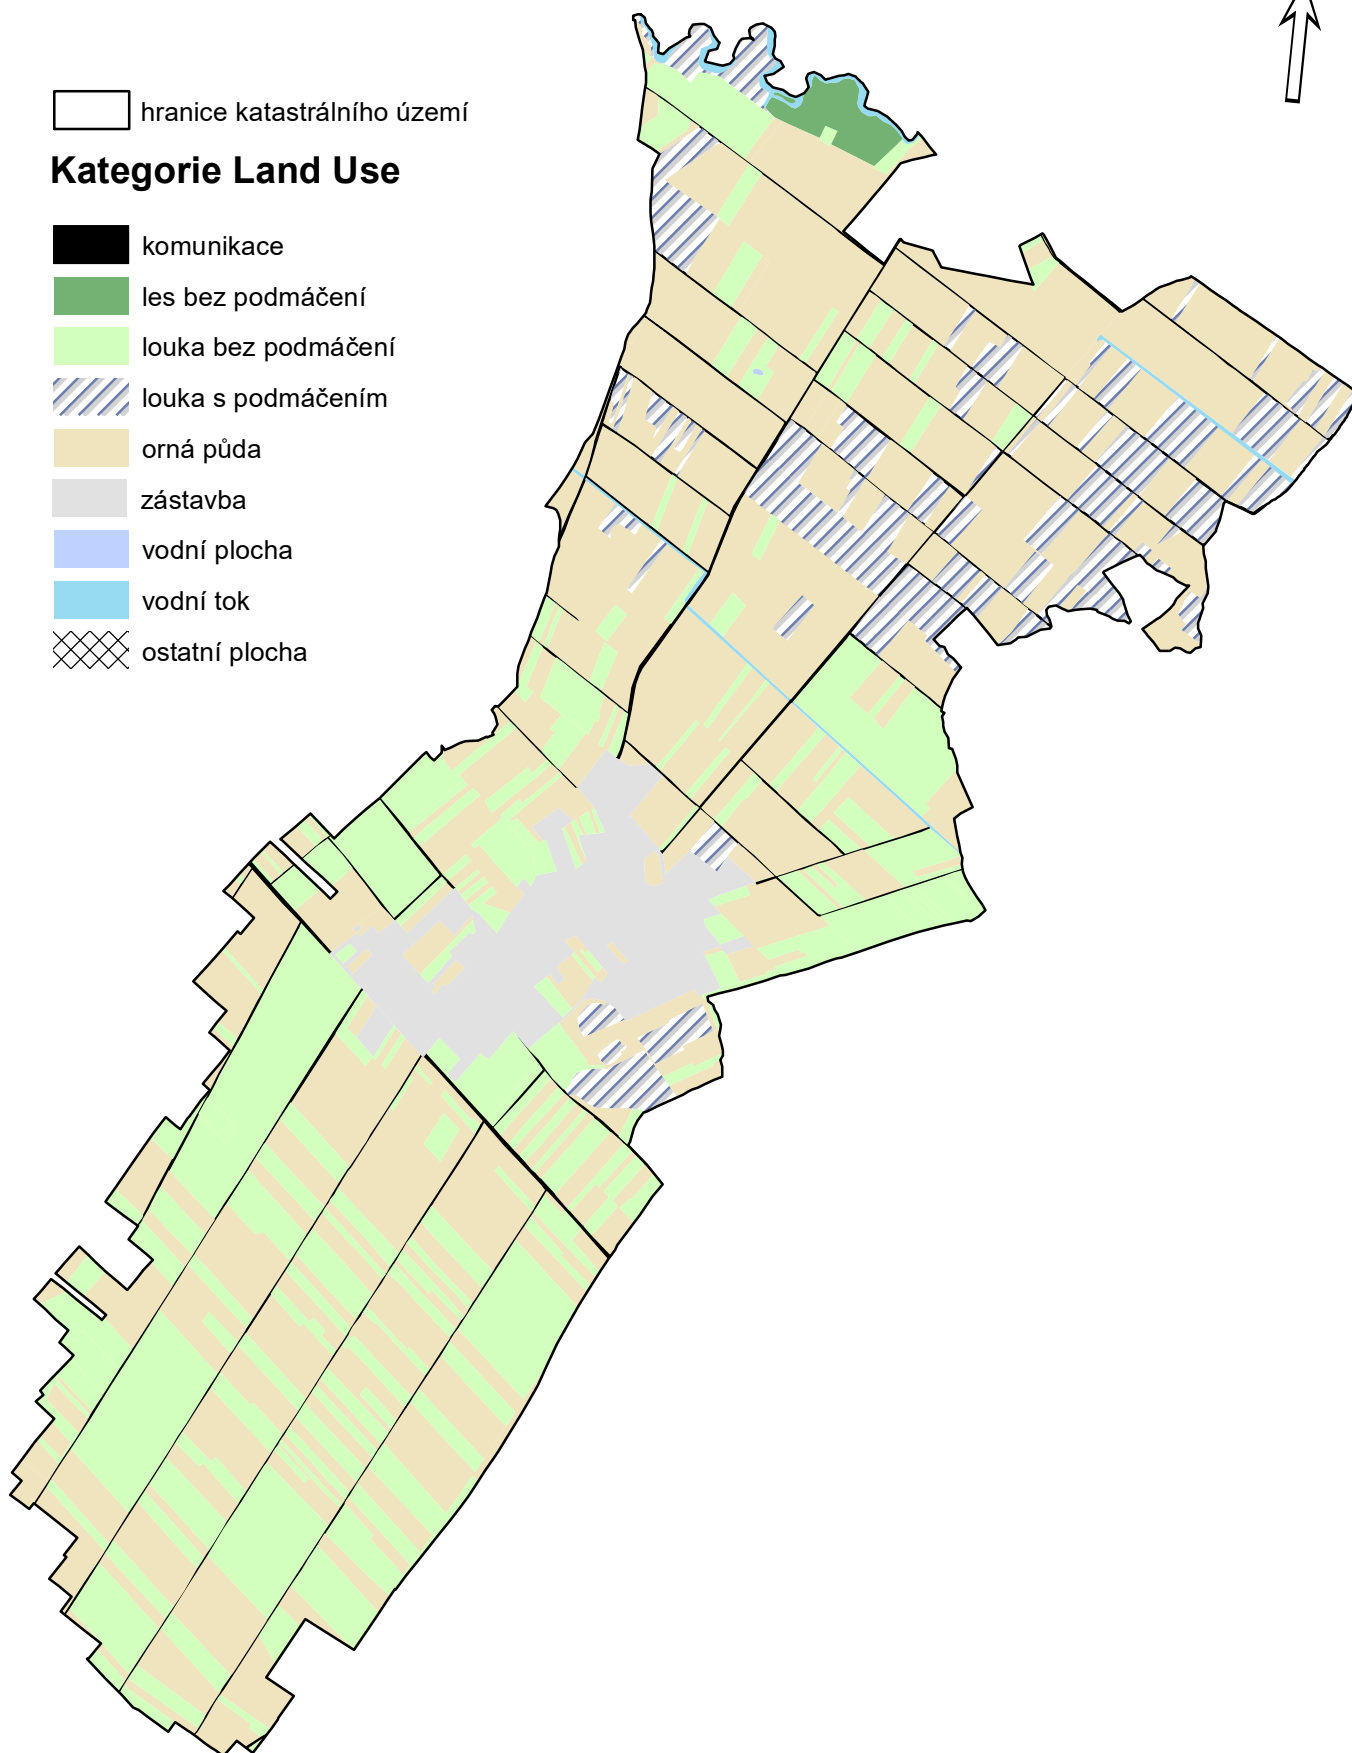 hranice katastrálního území
Kategorie Land Use
komunikace
les bez podmáčení
louka bez podmáčení
louka s podmáčením
orná půda
zástavba
vodní plocha
vodní tok
ostatní plocha